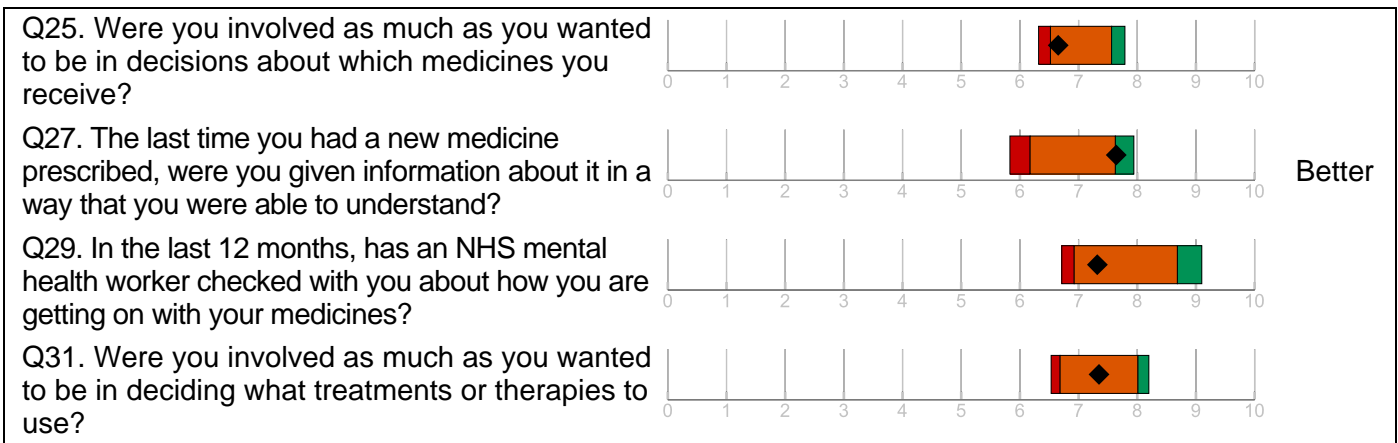 Q25. Were you involved as much as you wanted
to be in decisions about which medicines you
receive?
0 1 2 3 4 5 6 7 8 9 10
Q27. The last time you had a new medicine
prescribed, were you given information about it in a
way that you were able to understand?
0 1 2 3 4 5 6 7 8 9 10
Better
Q29. In the last 12 months, has an NHS mental
health worker checked with you about how you are
getting on with your medicines?
0 1 2 3 4 5 6 7 8 9 10
Q31. Were you involved as much as you wanted
to be in deciding what treatments or therapies to
use?
0 1 2 3 4 5 6 7 8 9 10